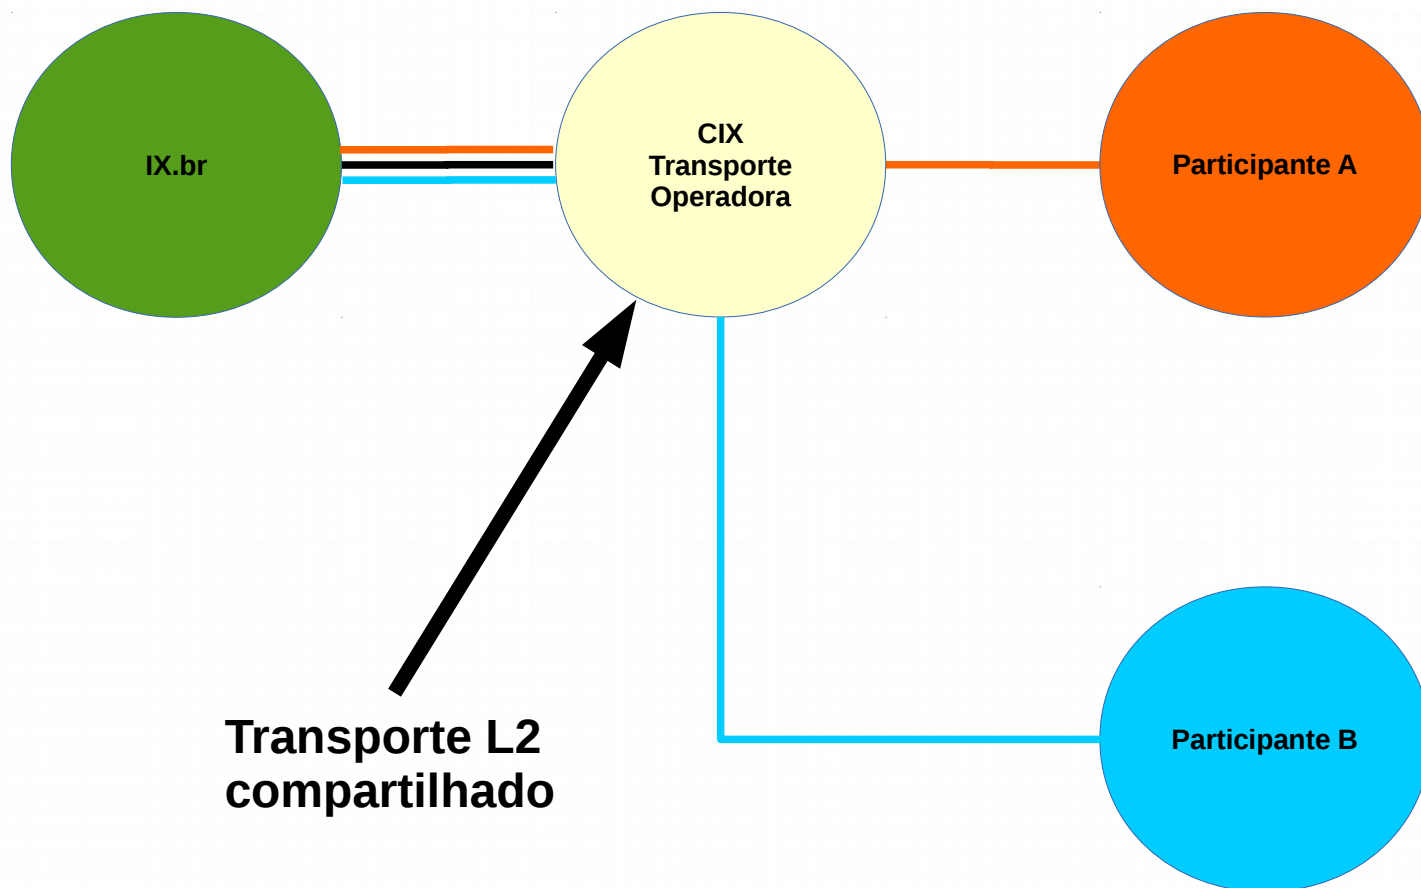 IX.br
CIX
Transporte
Operadora
Participante A
Transporte L2
compartilhado
Participante B